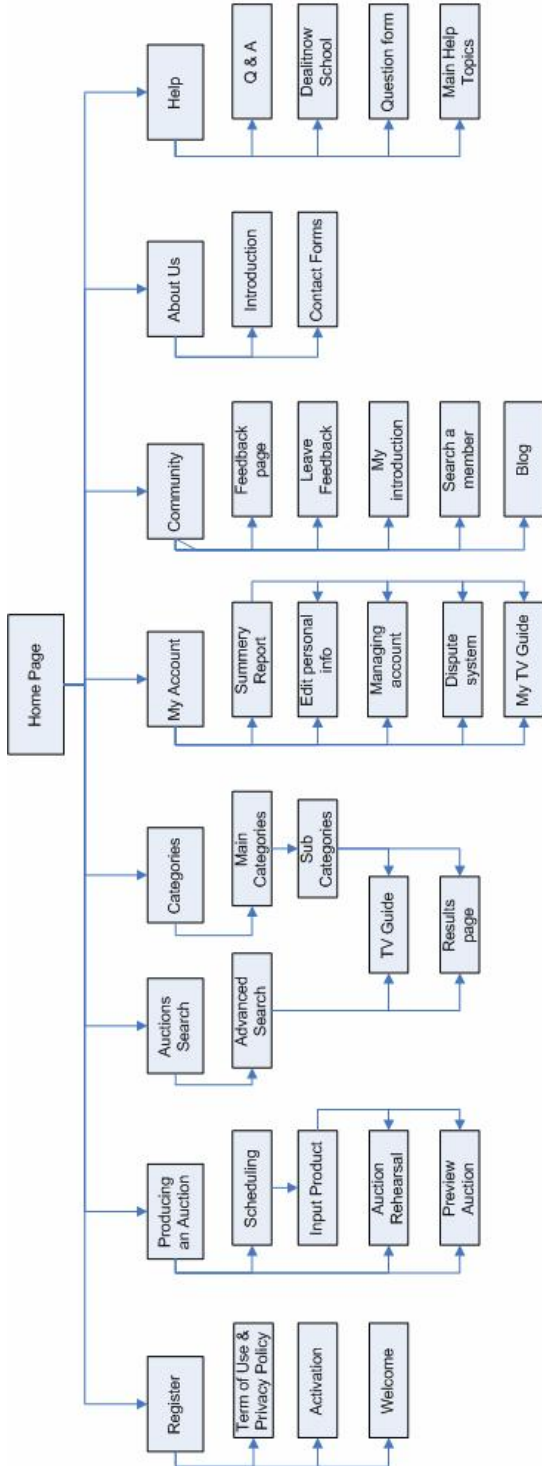 Home Page
Register
Term of Use &
Privacy Policy
Activation
Welcome
Producing
an Auction
Scheduling
Input Product
Auction
Rehearsal
Preview
Auction
Auctions
Search
Advanced
Search
Categories
Main
Categories
Sub
Categories
TV Guide
Results
page
My Account
Summery
Report
Edit personal
info
Managing
account
Dispute
system
My TV Guide
Community
Feedback
page
Leave
Feedback
My
introduction
Search a
member
Blog
About Us
Introduction
Contact Forms
Help
Q & A
Dealitnow
School
Question form
Main Help
Topics